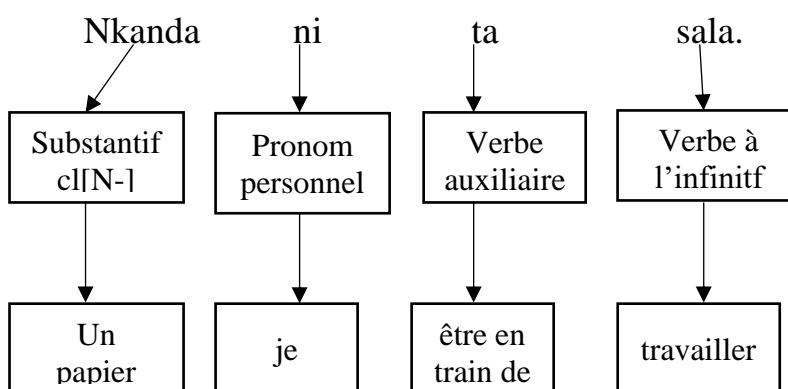 Nkanda ni ta sala.
Substantif
cl[N-]
Pronom
personnel
Verbe
auxiliaire
Verbe à
l’infinitf
Un
papier
je
être en
train de
travailler